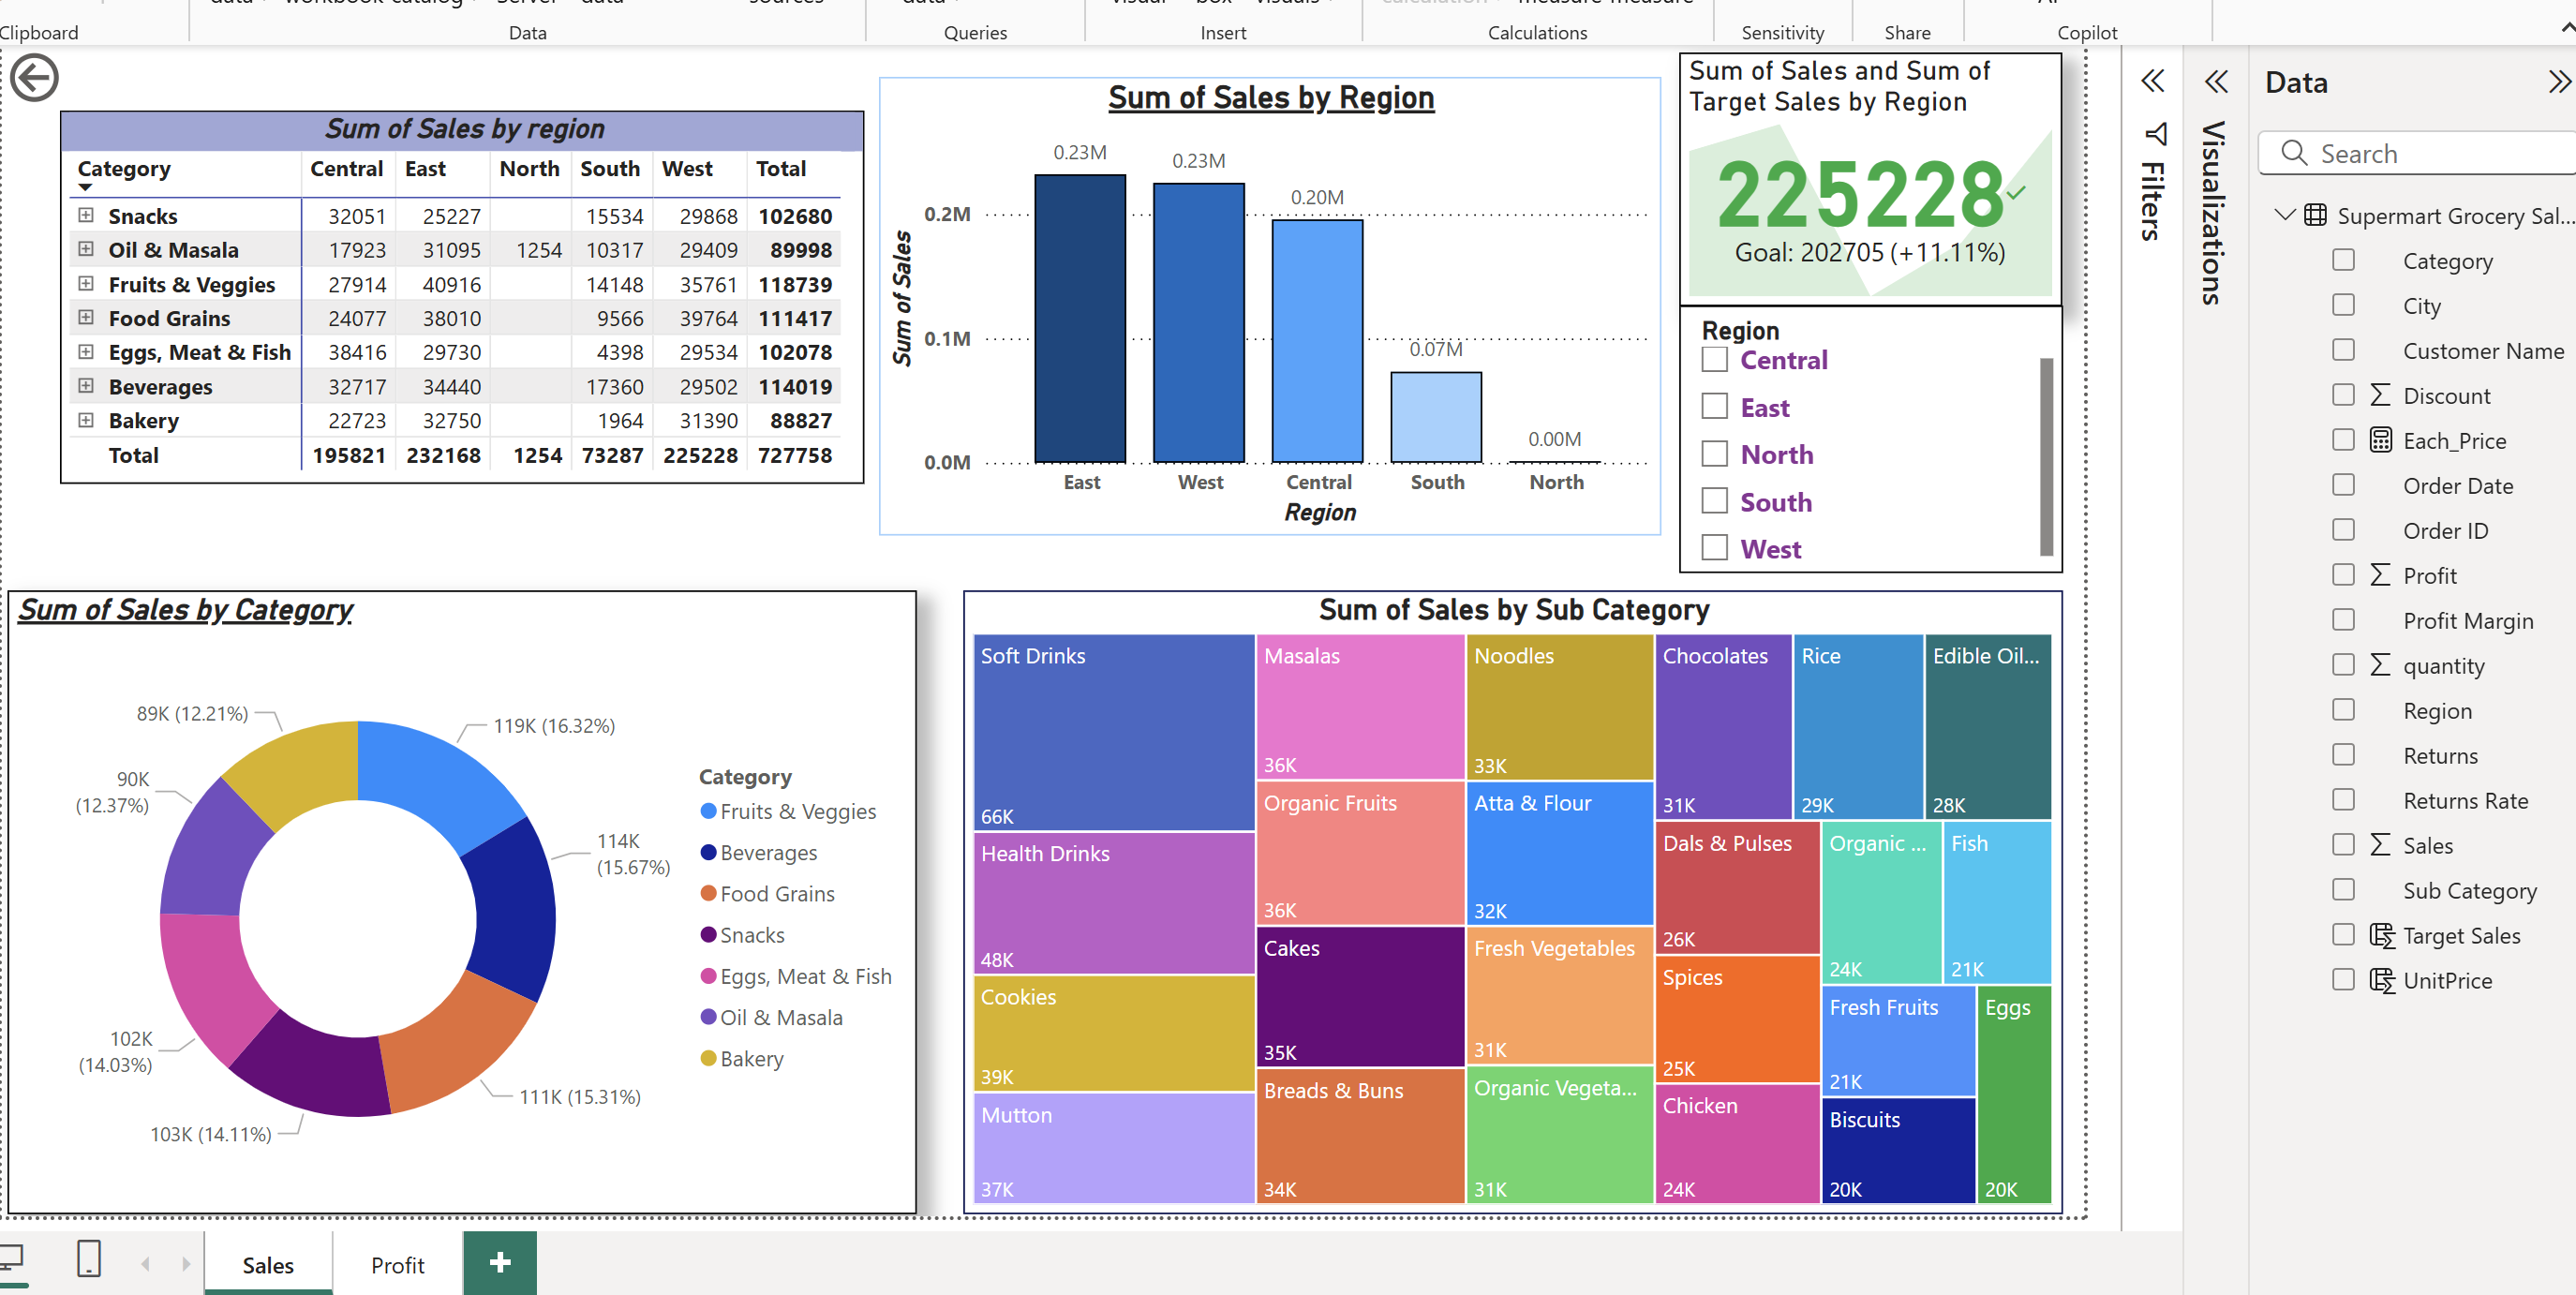 Clipboard
Data
Queries
Insert
Calculations
Sensitivity
Share
Copilot
Sum of Sales by region
Category Central East North South West Total
Snacks 32051 25227 15534 29868 102680
Oil & Masala 17923 31095 1254 10317 29409 89998
Fruits & Veggies 27914 40916 14148 35761 118739
Food Grains 24077 38010 9566 39764 111417
Eggs, Meat & Fish 38416 29730 4398 29534 102078
Beverages 32717 34440 17360 29502 114019
Bakery 22723 32750 1964 31390 88827
Total 195821 232168 1254 73287 225228 727758
Sum of Sales by Region
Sum of Sales
0.2M
0.1M
0.0M
0.23M
0.23M
0.20M
0.07M
0.00M
East West Central South North
Region
Sum of Sales and Sum of
Target Sales by Region
225228
Goal: 202705 (+11.11%)
Region
Central
East
North
South
West
Sum of Sales by Category
89K (12.21%)
119K (16.32%)
90K
(12.37%)
114K
(15.67%)
102K
(14.03%)
111K (15.31%)
103K (14.11%)
Category
Fruits & Veggies
Beverages
Food Grains
Snacks
Eggs, Meat & Fish
Oil & Masala
Bakery
Sum of Sales by Sub Category
Soft Drinks
66K
Health Drinks
48K
Cookies
39K
Mutton
37K
Masalas
36K
Organic Fruits
36K
Cakes
35K
Breads & Buns
34K
Noodles
33K
Atta & Flour
32K
Fresh Vegetables
31K
Organic Vegeta...
31K
Chocolates
31K
Rice
29K
Edible Oil...
28K
Dals & Pulses
26K
Spices
25K
Chicken
24K
Organic ...
24K
Fish
21K
Fresh Fruits
21K
Biscuits
20K
Eggs
20K
Filters
Visualizations
Data
Search
Supermart Grocery Sal...
Category
City
Customer Name
Discount
Each_Price
Order Date
Order ID
Profit
Profit Margin
quantity
Region
Returns
Returns Rate
Sales
Sub Category
Target Sales
UnitPrice
Sales
Profit